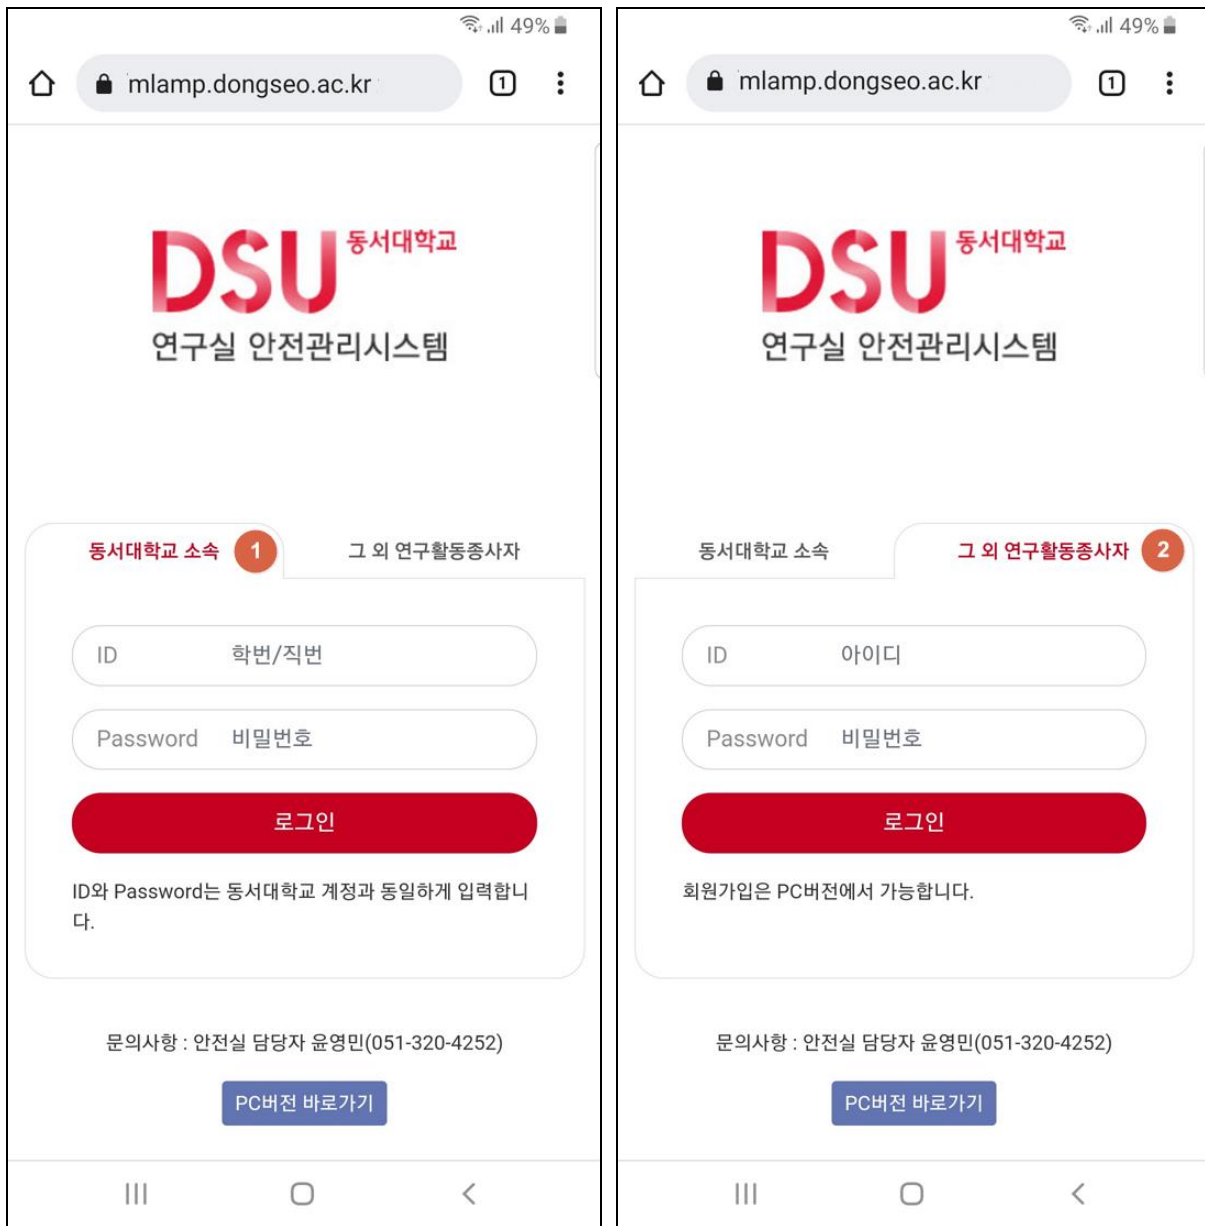 49%
mlamp.dongseo.ac.kr
1
DSU 동서대학교
연구실 안전관리시스템
동서대학교 소속 1 그 외 연구활동종사자
ID 학번/직번
Password 비밀번호
로그인
ID와 Password는 동서대학교 계정과 동일하게 입력합니
다.
문의사항 : 안전실 담당자 윤영민(051-320-4252)
PC버전 바로가기
49%
mlamp.dongseo.ac.kr
1
DSU 동서대학교
연구실 안전관리시스템
동서대학교 소속 그 외 연구활동종사자 2
ID 아이디
Password 비밀번호
로그인
회원가입은 PC버전에서 가능합니다.
문의사항 : 안전실 담당자 윤영민(051-320-4252)
PC버전 바로가기